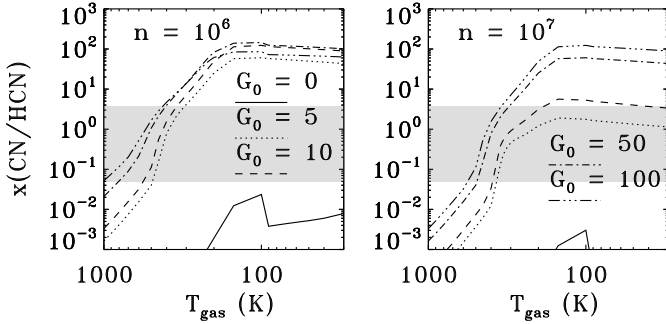 n = 10⁶
n = 10⁷
x(CN/HCN)
10³
10²
10¹
10⁰
10⁻¹
10⁻²
10⁻³
G₀ = 0
G₀ = 5
G₀ = 10
1000
100
T_gas (K)
10³
10²
10¹
10⁰
10⁻¹
10⁻²
10⁻³
G₀ = 50
G₀ = 100
1000
100
T_gas (K)